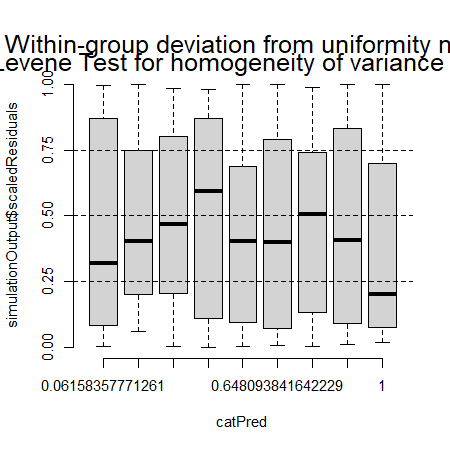 Within-group deviation from uniformity n
Levene Test for homogeneity of variance
simulationOutput$scaledResiduals
1.00
0.75
0.50
0.25
0.00
0.06158357771261
0.648093841642229
1
catPred